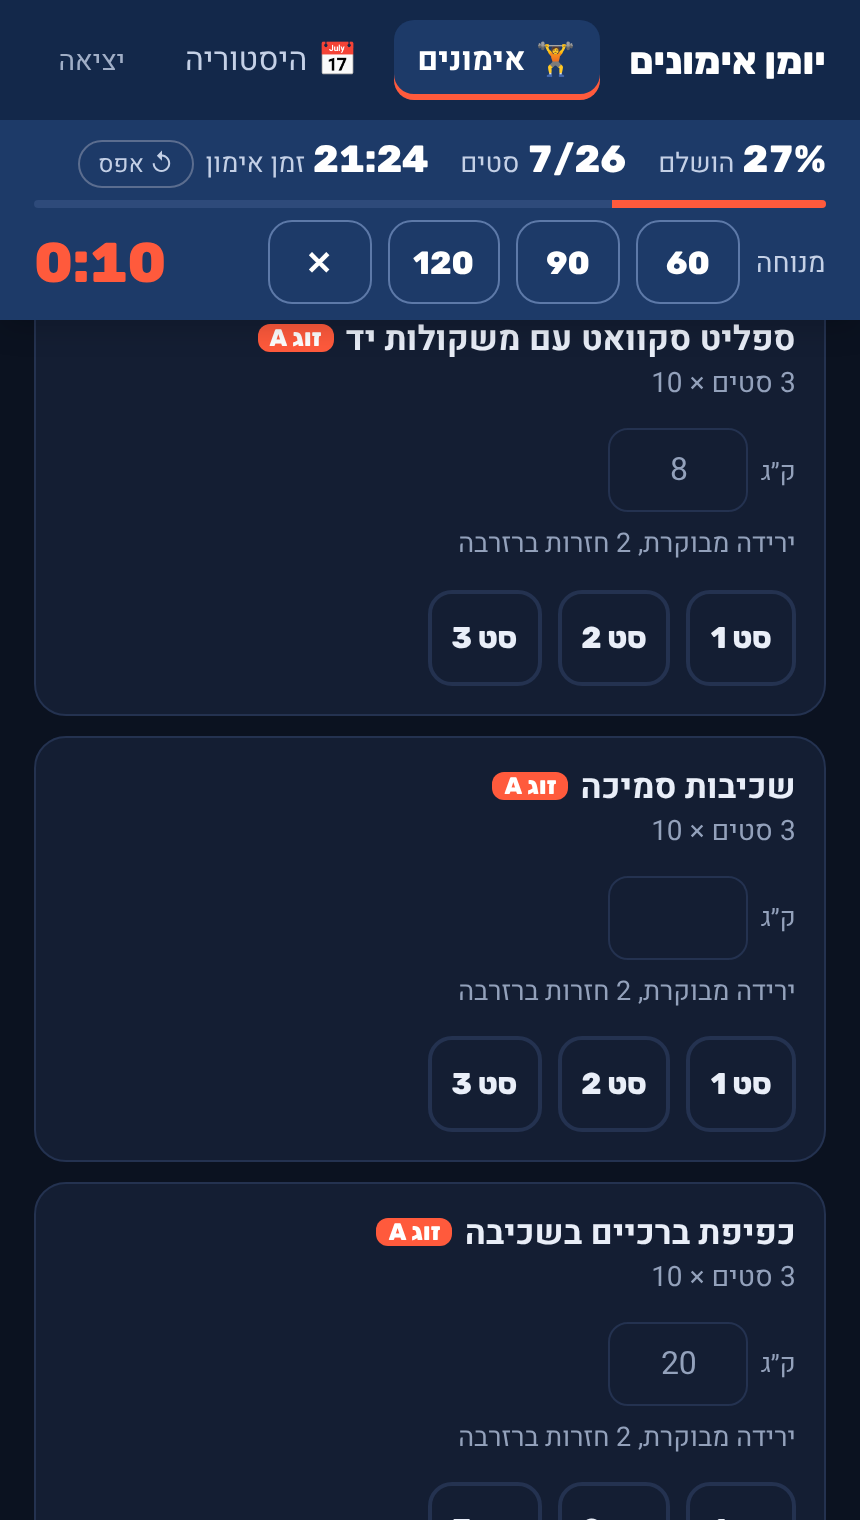 יומן אימונים 🏋️ אימונים 📅 היסטוריה יציאה
27% הושלם 7/26 סטים 21:24 זמן אימון ↺ אפס
מנוחה 60 90 120 ✕ 0:10
ספליט סקוואט עם משקולות יד זוג A
3 סטים × 10
ק״ג 8
ירידה מבוקרת, 2 חזרות ברזרבה
סט 1 סט 2 סט 3
שכיבות סמיכה זוג A
3 סטים × 10
ק״ג
ירידה מבוקרת, 2 חזרות ברזרבה
סט 1 סט 2 סט 3
כפיפת ברכיים בשכיבה זוג A
3 סטים × 10
ק״ג 20
ירידה מבוקרת, 2 חזרות ברזרבה